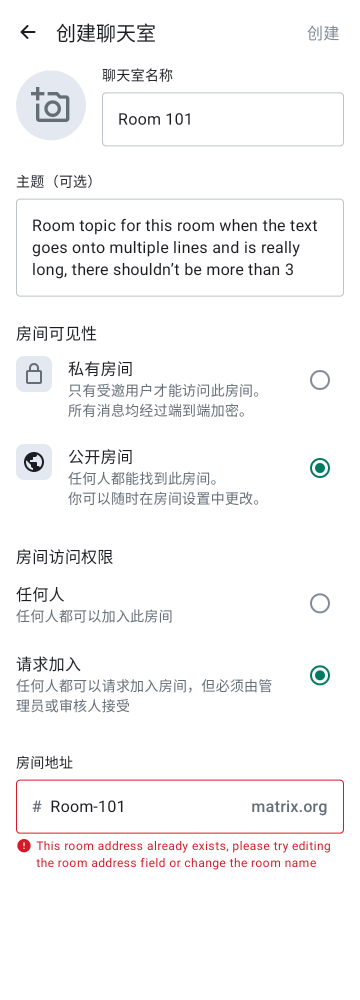 创建聊天室
创建
聊天室名称
Room 101
主题（可选）
Room topic for this room when the text
goes onto multiple lines and is really
long, there shouldn’t be more than 3
房间可见性
私有房间
只有受邀用户才能访问此房间。
所有消息均经过端到端加密。
公开房间
任何人都能找到此房间。
你可以随时在房间设置中更改。
房间访问权限
任何人
任何人都可以加入此房间
请求加入
任何人都可以请求加入房间，但必须由管
理员或审核人接受
房间地址
# Room-101 matrix.org
This room address already exists, please try editing
the room address field or change the room name